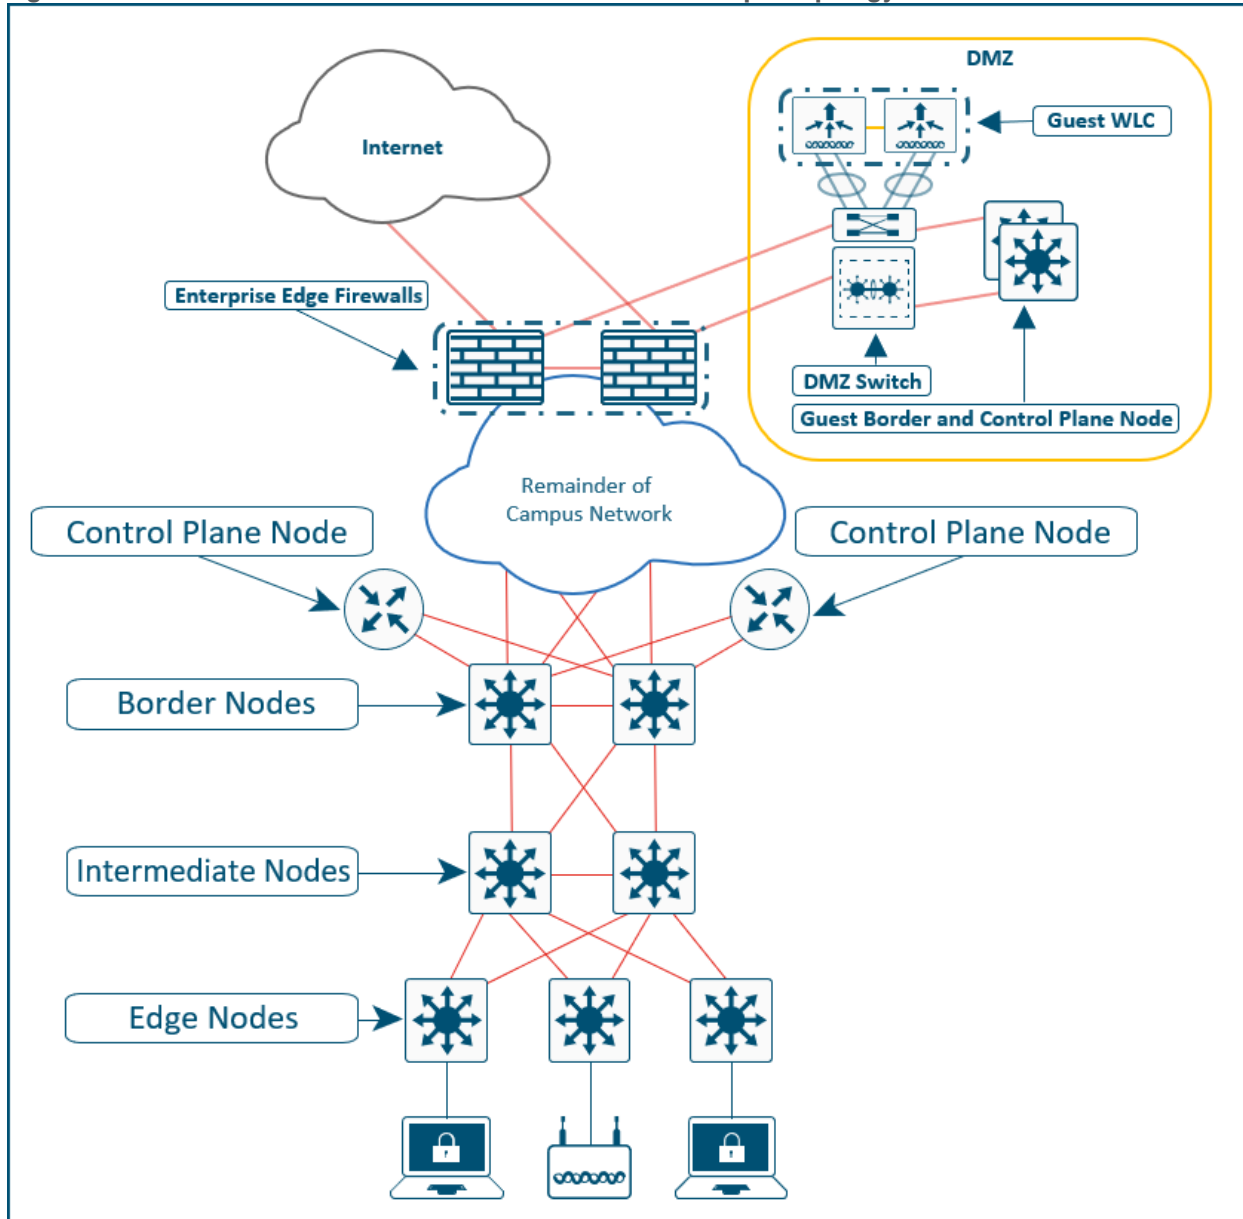 DMZ
Guest WLC
Internet
Enterprise Edge Firewalls
DMZ Switch
Guest Border and Control Plane Node
Remainder of
Campus Network
Control Plane Node
Control Plane Node
Border Nodes
Intermediate Nodes
Edge Nodes